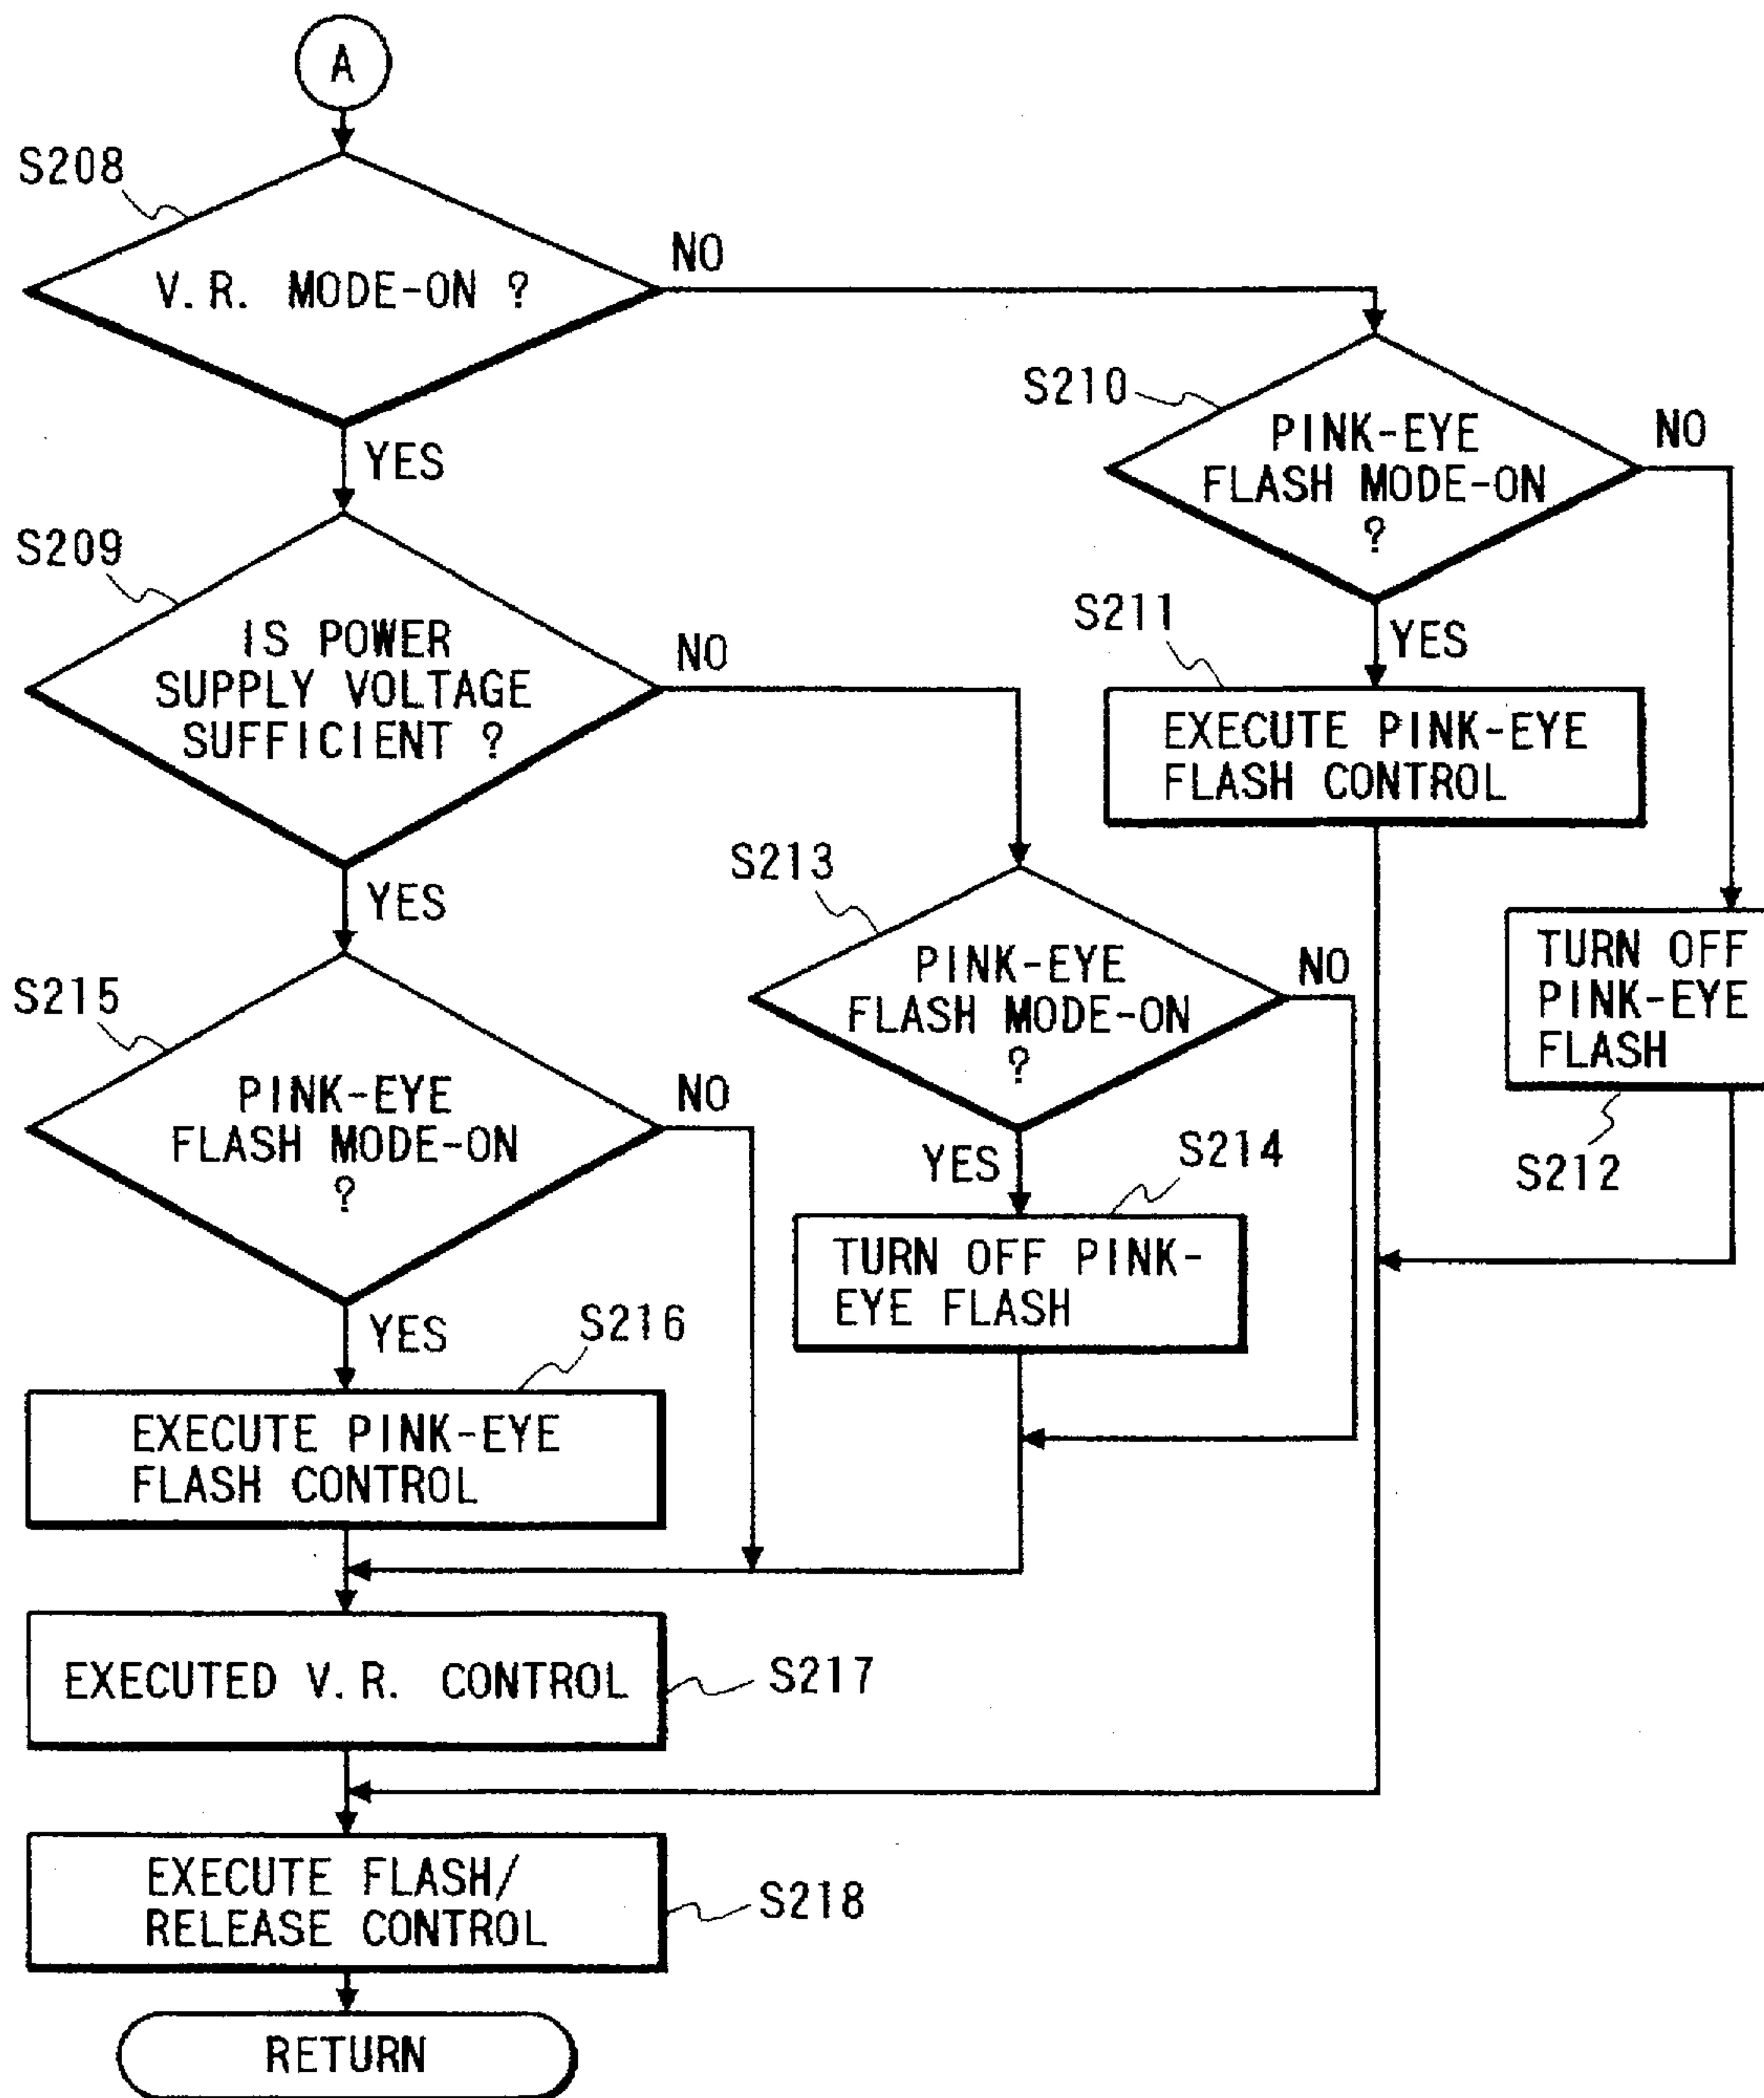 A
S208
V.R. MODE-ON ?
NO
YES
S210
PINK-EYE
FLASH MODE-ON
?
NO
YES
S209
IS POWER
SUPPLY VOLTAGE
SUFFICIENT ?
NO
YES
S211
EXECUTE PINK-EYE
FLASH CONTROL
S213
PINK-EYE
FLASH MODE-ON
?
NO
YES
TURN OFF
PINK-EYE
FLASH
S212
S215
PINK-EYE
FLASH MODE-ON
?
NO
YES
S214
TURN OFF PINK-
EYE FLASH
S216
EXECUTE PINK-EYE
FLASH CONTROL
EXECUTED V.R. CONTROL
S217
EXECUTE FLASH/
RELEASE CONTROL
S218
RETURN